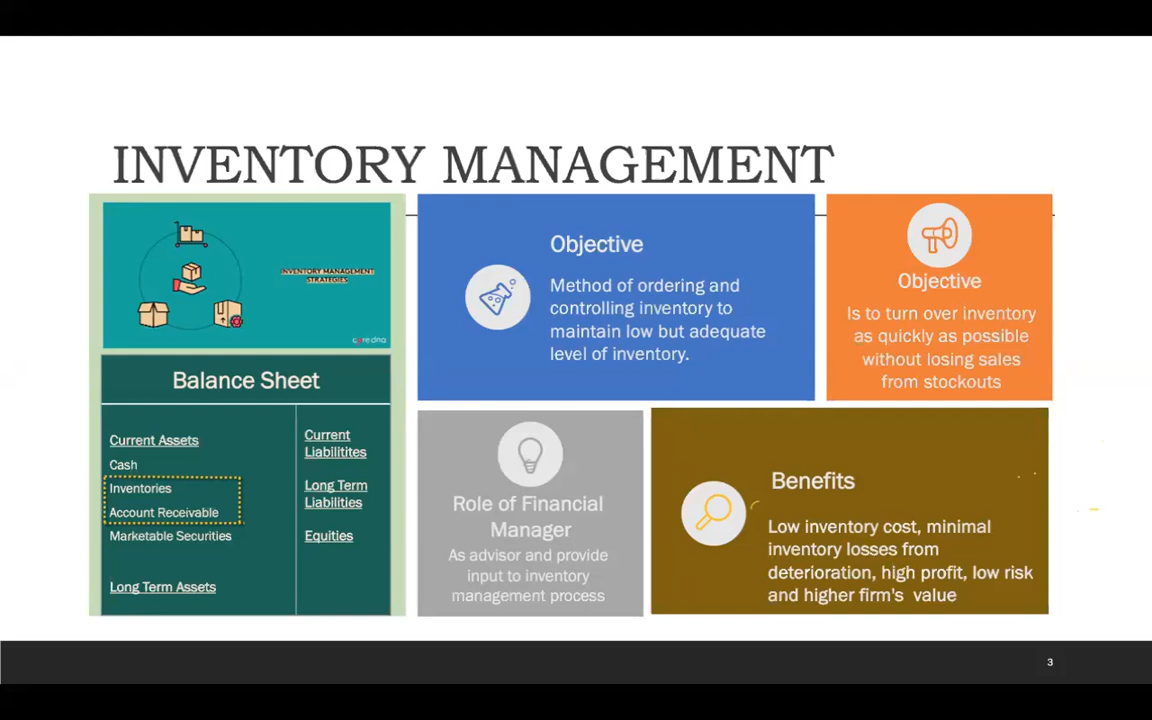 INVENTORY MANAGEMENT
INVENTORY MANAGEMENT
STRATEGIES
core dna
Balance Sheet
Current Assets
Cash
Inventories
Account Receivable
Marketable Securities
Long Term Assets
Current
Liabilitites
Long Term
Liabilities
Equities
Objective
Method of ordering and
controlling inventory to
maintain low but adequate
level of inventory.
Objective
Is to turn over inventory
as quickly as possible
without losing sales
from stockouts
Role of Financial
Manager
As advisor and provide
input to inventory
management process
Benefits
Low inventory cost, minimal
inventory losses from
deterioration, high profit, low risk
and higher firm's value
3